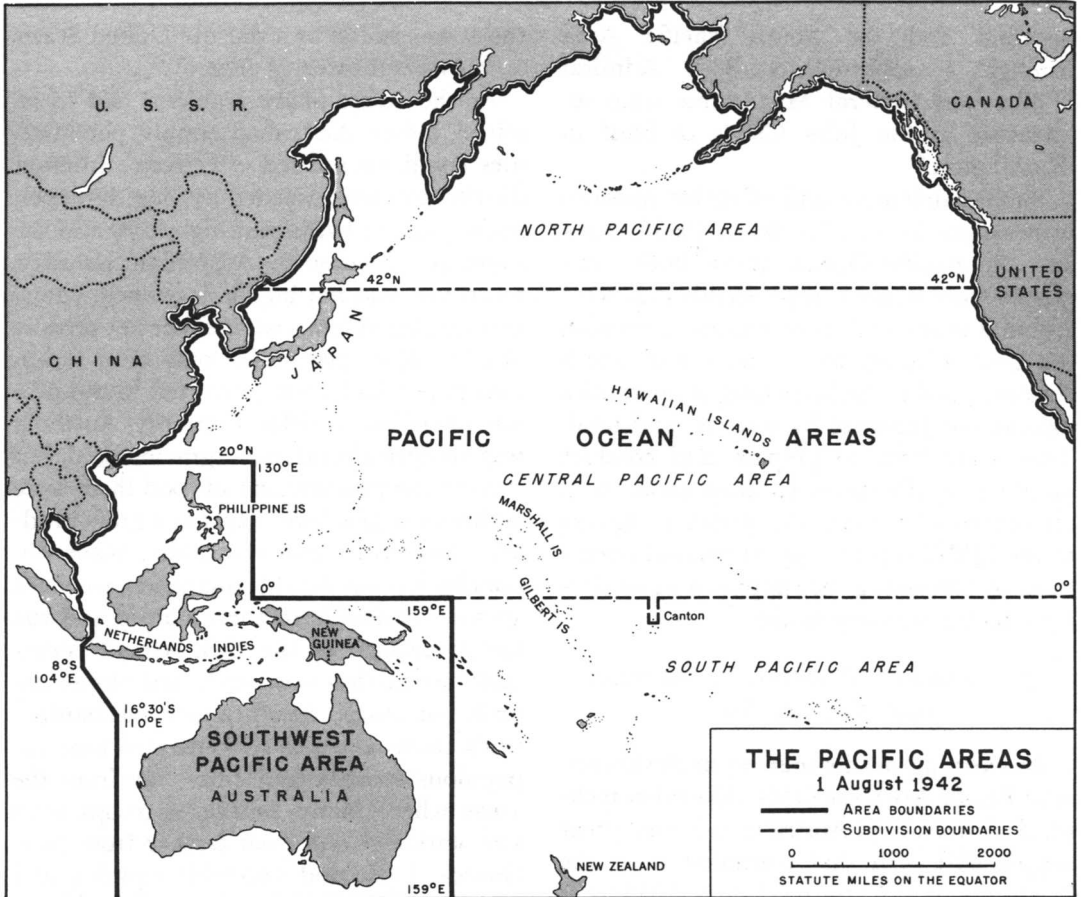 U. S. S. R.
CANADA
NORTH PACIFIC AREA
42°N
42°N
UNITED
STATES
CHINA
JAPAN
HAWAIIAN ISLANDS
PACIFIC OCEAN AREAS
20°N
130°E
CENTRAL PACIFIC AREA
PHILIPPINE IS
MARSHALL IS
GILBERT IS
0°
0°
159°E
Canton
NETHERLANDS INDIES
NEW
GUINEA
8°S
104°E
SOUTH PACIFIC AREA
16°30'S
110°E
SOUTHWEST
PACIFIC AREA
AUSTRALIA
159°E
NEW ZEALAND
THE PACIFIC AREAS
1 August 1942
AREA BOUNDARIES
SUBDIVISION BOUNDARIES
0 1000 2000
STATUTE MILES ON THE EQUATOR